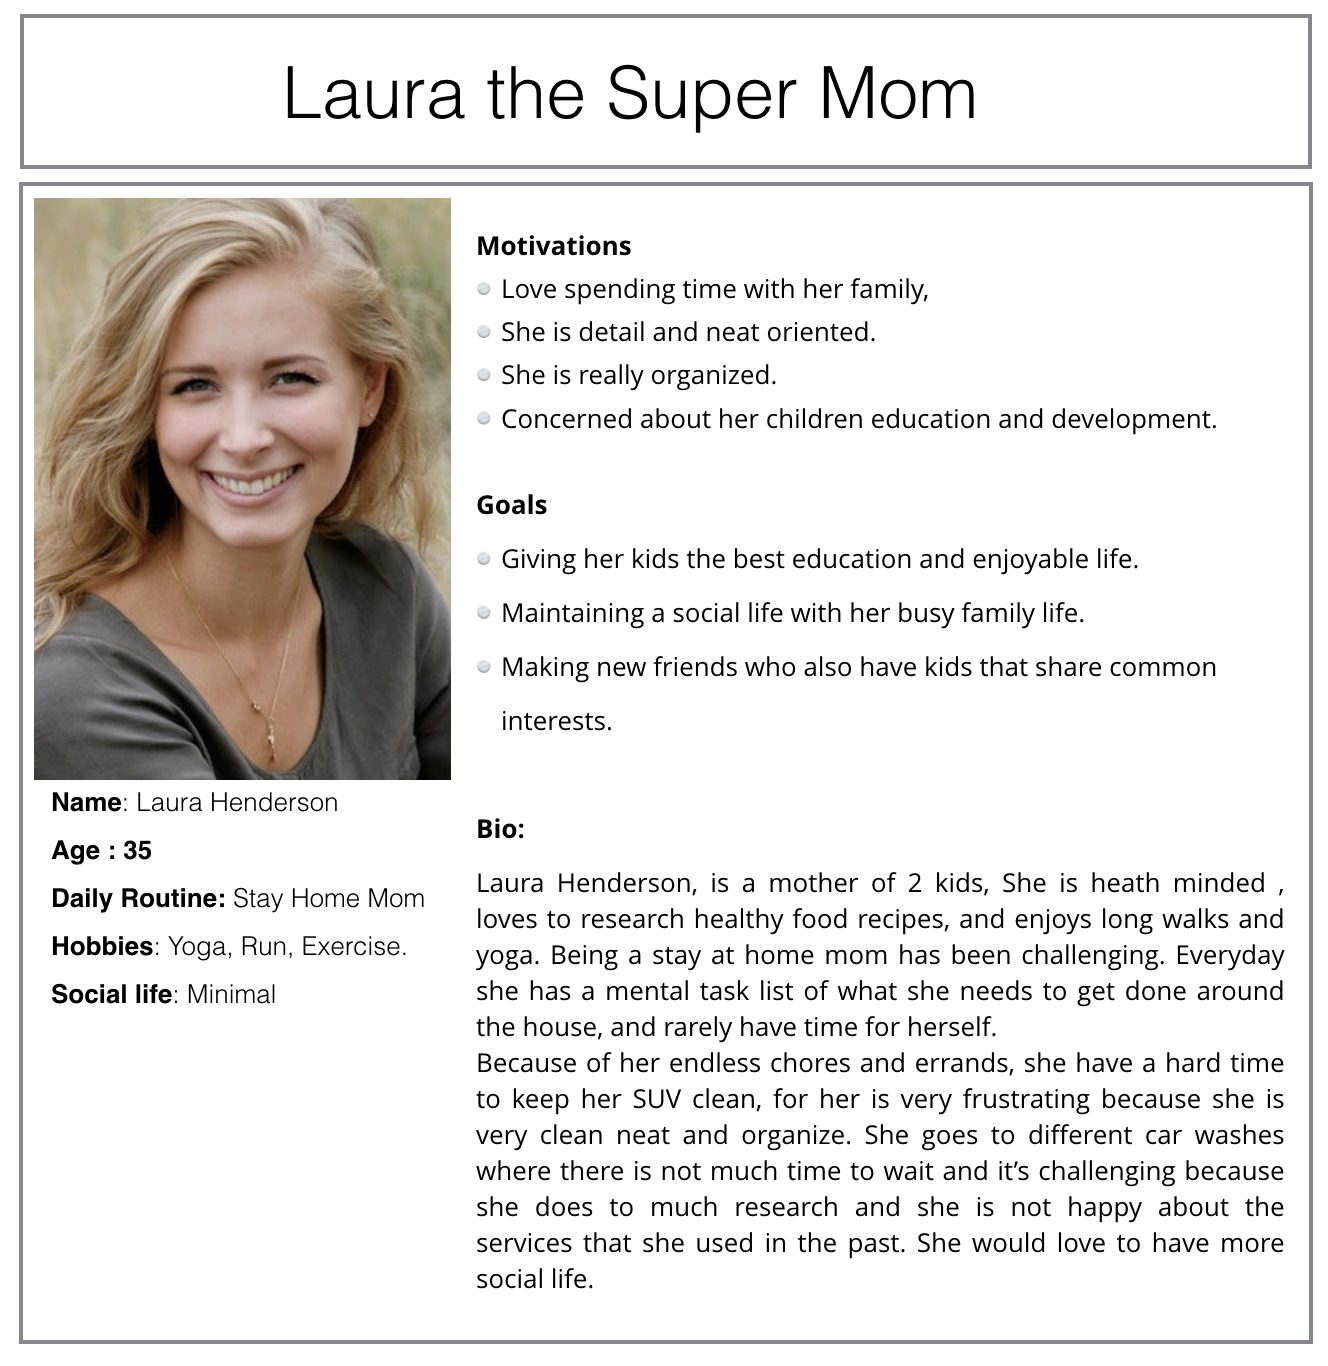 Laura the Super Mom
Motivations
Love spending time with her family,
She is detail and neat oriented.
She is really organized.
Concerned about her children education and development.
Goals
Giving her kids the best education and enjoyable life.
Maintaining a social life with her busy family life.
Making new friends who also have kids that share common
interests.
Name: Laura Henderson
Age : 35
Daily Routine: Stay Home Mom
Hobbies: Yoga, Run, Exercise.
Social life: Minimal
Bio:
Laura Henderson, is a mother of 2 kids, She is heath minded ,
loves to research healthy food recipes, and enjoys long walks and
yoga. Being a stay at home mom has been challenging. Everyday
she has a mental task list of what she needs to get done around
the house, and rarely have time for herself.
Because of her endless chores and errands, she have a hard time
to keep her SUV clean, for her is very frustrating because she is
very clean neat and organize. She goes to different car washes
where there is not much time to wait and it’s challenging because
she does to much research and she is not happy about the
services that she used in the past. She would love to have more
social life.